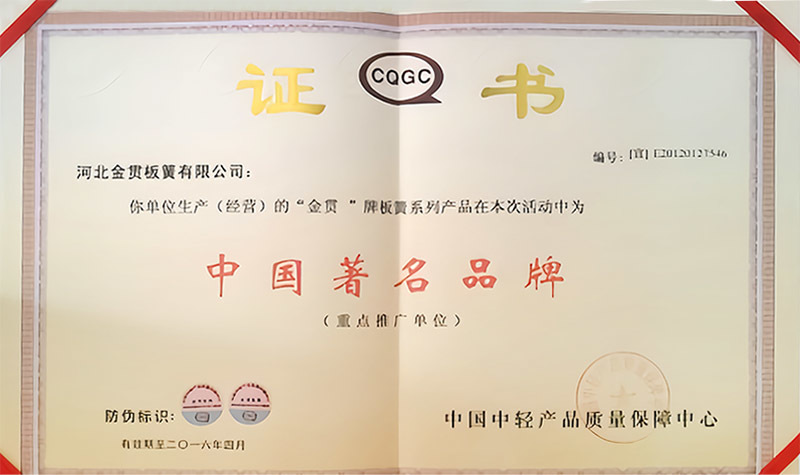 证 CQGC 书
编号：[宣] E20120127546
河北金贯板簧有限公司：
你单位生产（经营）的“金贯 ”牌板簧系列产品在本次活动中为
中国著名品牌
（重点推广单位）
防伪标识：
中国中轻产品质量保障中心
有效期至二〇一六年四月